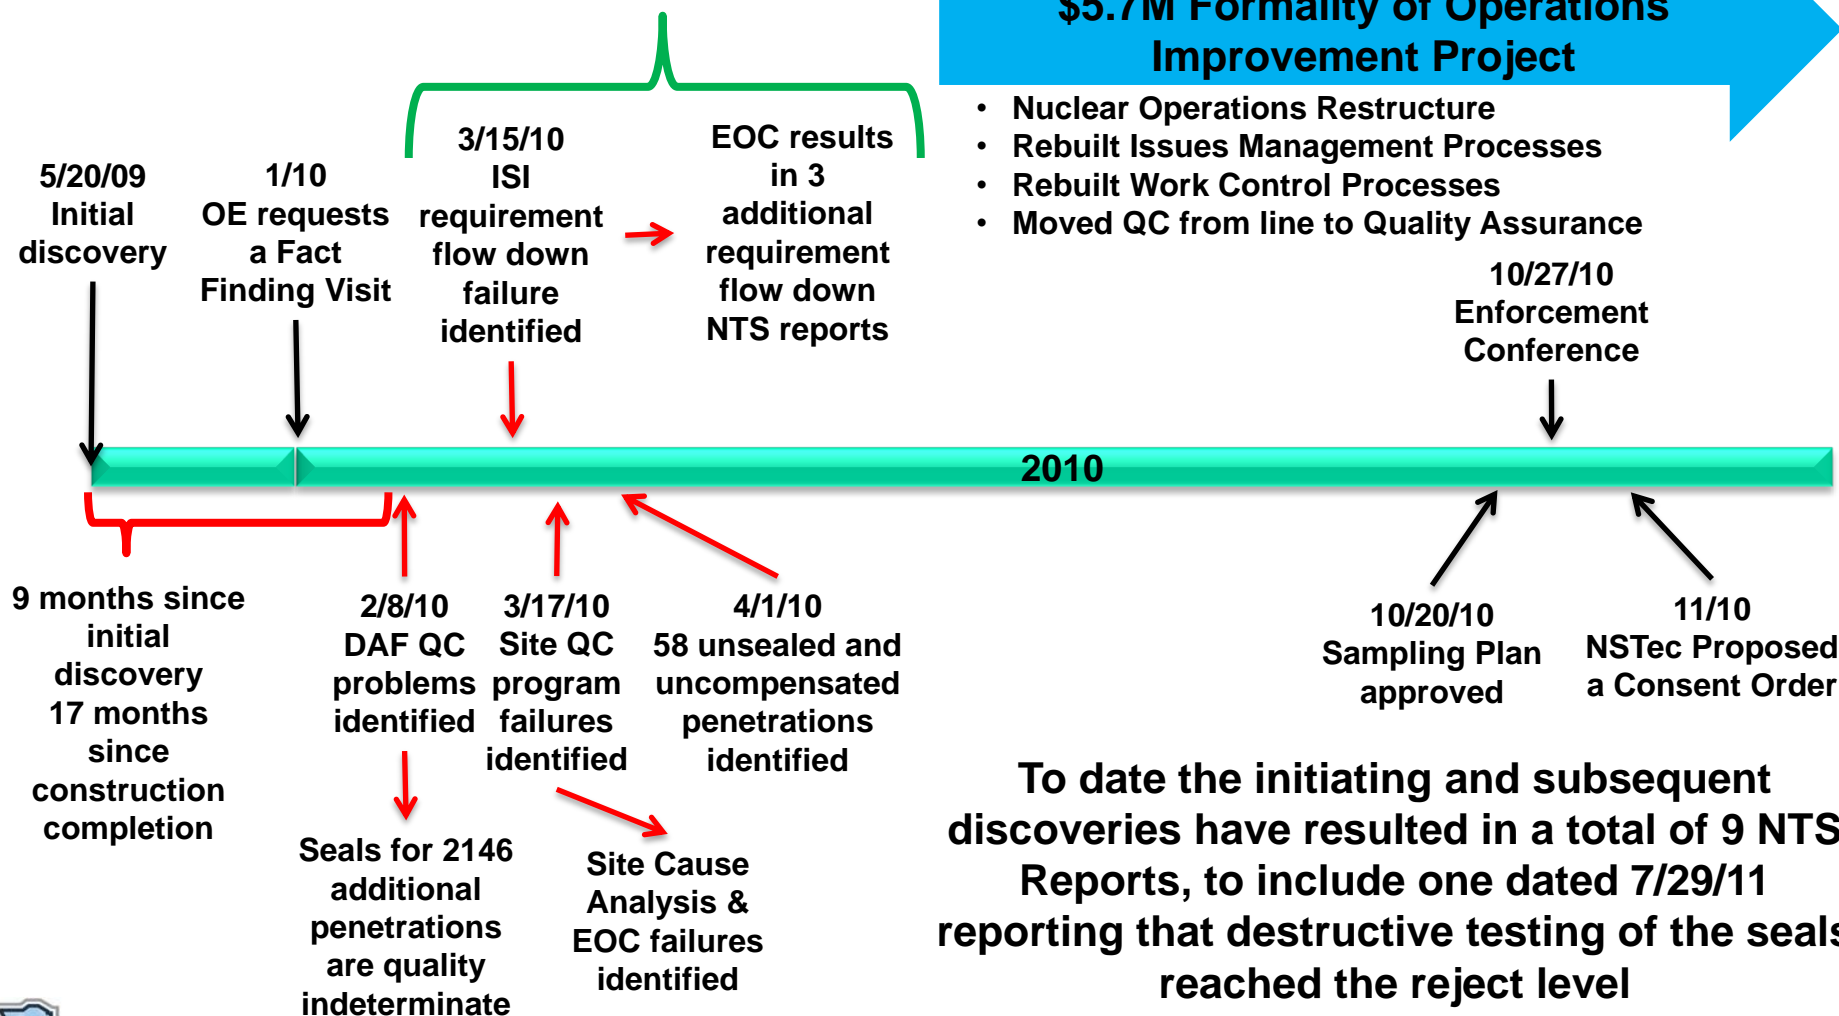 $5.7M Formality of Operations
Improvement Project
• Nuclear Operations Restructure
• Rebuilt Issues Management Processes
• Rebuilt Work Control Processes
• Moved QC from line to Quality Assurance
5/20/09
Initial
discovery
1/10
OE requests
a Fact
Finding Visit
3/15/10
ISI
requirement
flow down
failure
identified
EOC results
in 3
additional
requirement
flow down
NTS reports
10/27/10
Enforcement
Conference
2010
9 months since
initial
discovery
17 months
since
construction
completion
2/8/10
DAF QC
problems
identified
Seals for 2146
additional
penetrations
are quality
indeterminate
3/17/10
Site QC
program
failures
identified
Site Cause
Analysis &
EOC failures
identified
4/1/10
58 unsealed and
uncompensated
penetrations
identified
10/20/10
Sampling Plan
approved
11/10
NSTec Proposed
a Consent Order
To date the initiating and subsequent
discoveries have resulted in a total of 9 NTS
Reports, to include one dated 7/29/11
reporting that destructive testing of the seals
reached the reject level